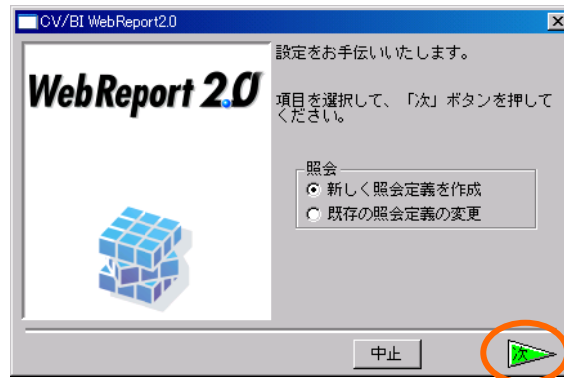 CV/BI WebReport2.0
設定をお手伝いいたします。
WebReport 2.0
項目を選択して、「次」ボタンを押して
ください。
照会
新しく照会定義を作成
既存の照会定義の変更
中止
次